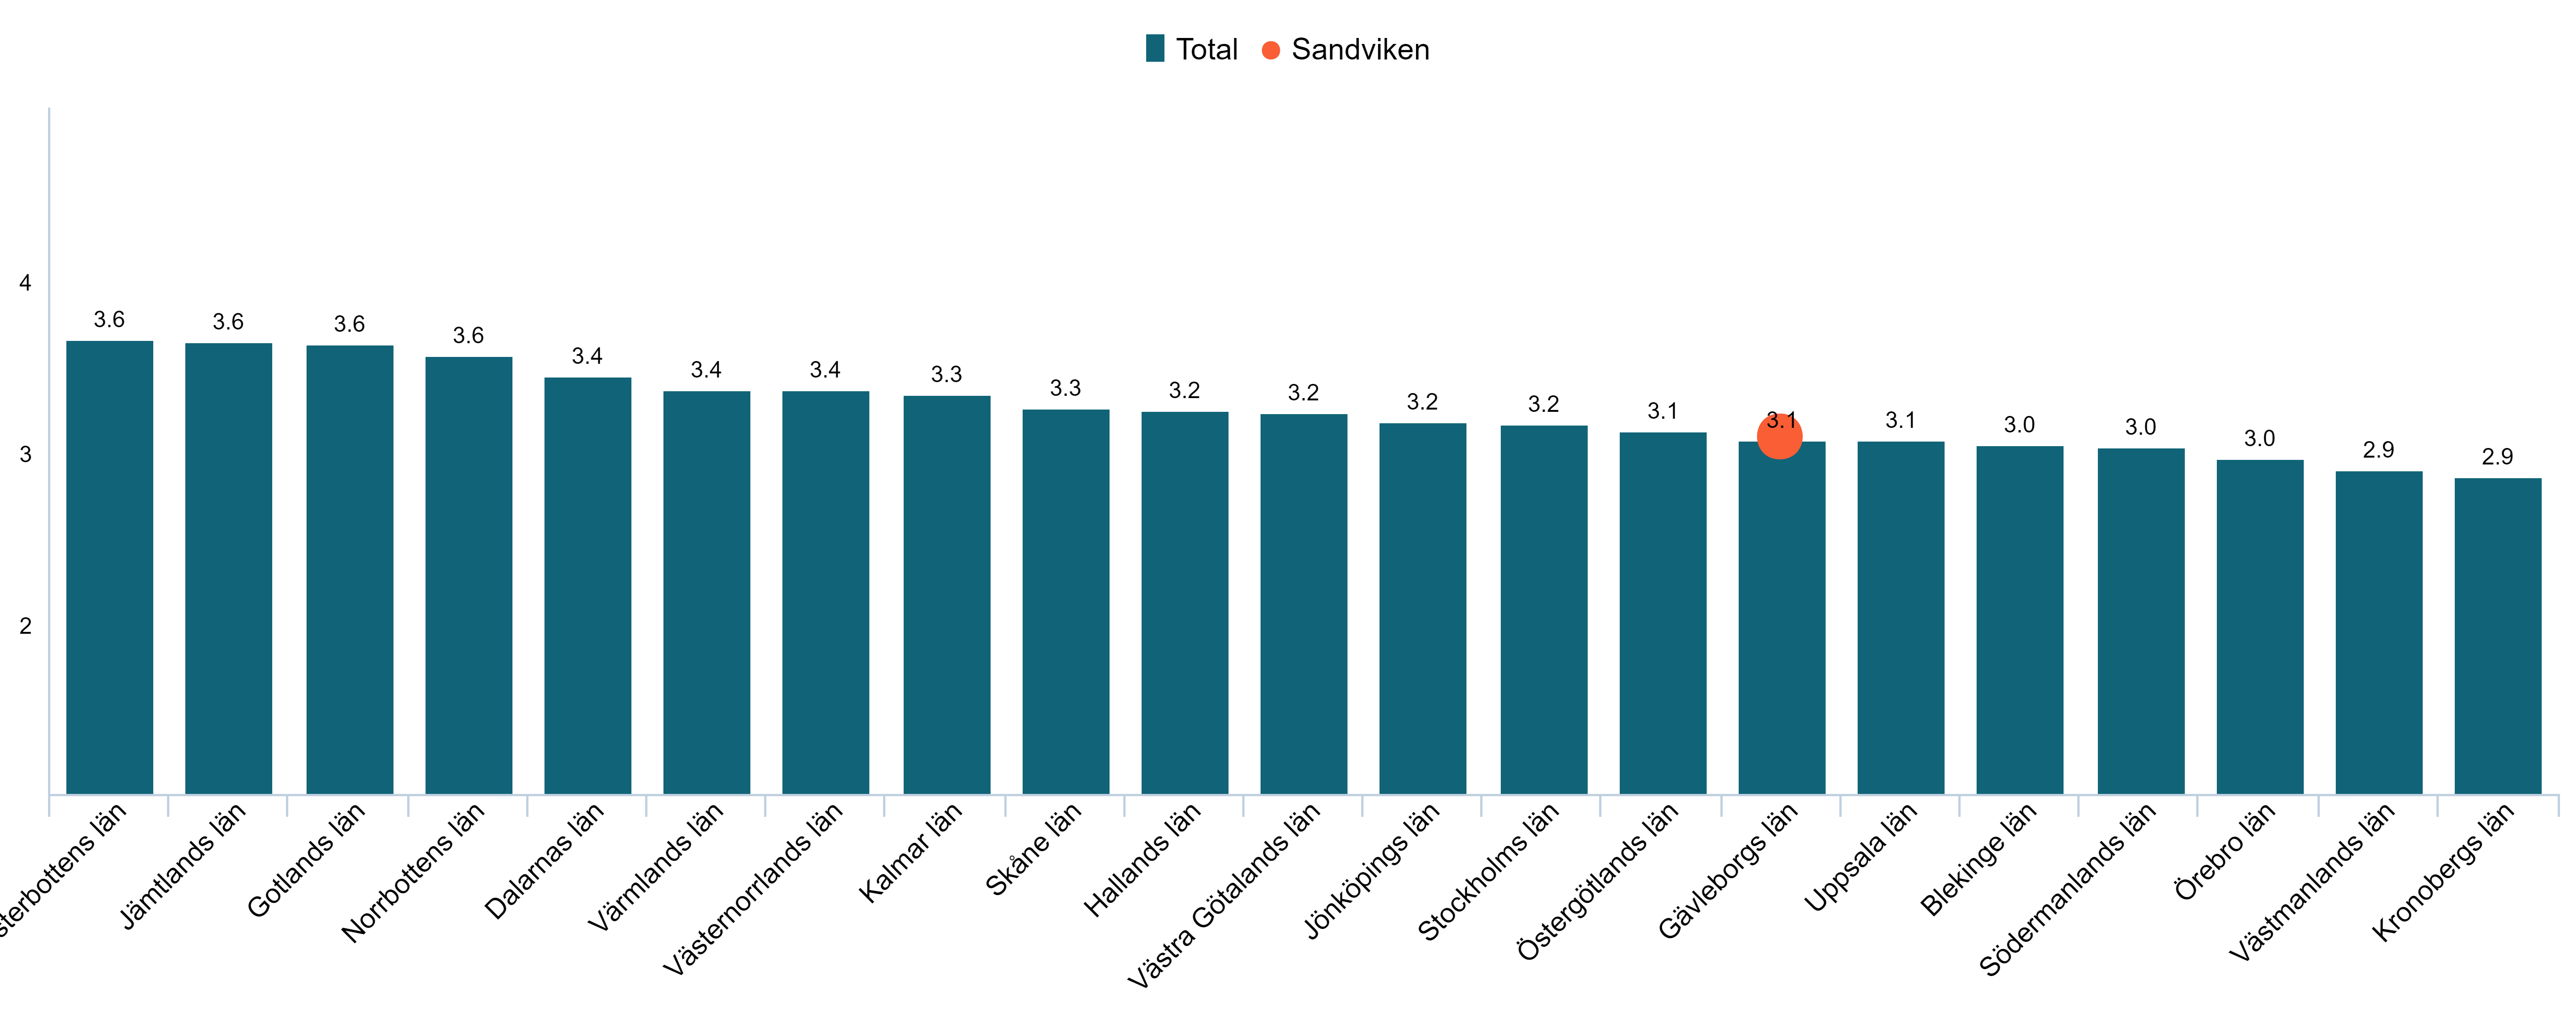 Total Sandviken
4
3
2
3.6 3.6 3.6 3.6 3.4 3.4 3.4 3.3 3.3 3.2 3.2 3.2 3.2 3.1 3.1 3.1 3.0 3.0 3.0 2.9 2.9
sterbottens län
Jämtlands län
Gotlands län
Norrbottens län
Dalarnas län
Värmlands län
Västernorrlands län
Kalmar län
Skåne län
Hallands län
Västra Götalands län
Jönköpings län
Stockholms län
Östergötlands län
Gävleborgs län
Uppsala län
Blekinge län
Södermanlands län
Örebro län
Västmanlands län
Kronobergs län